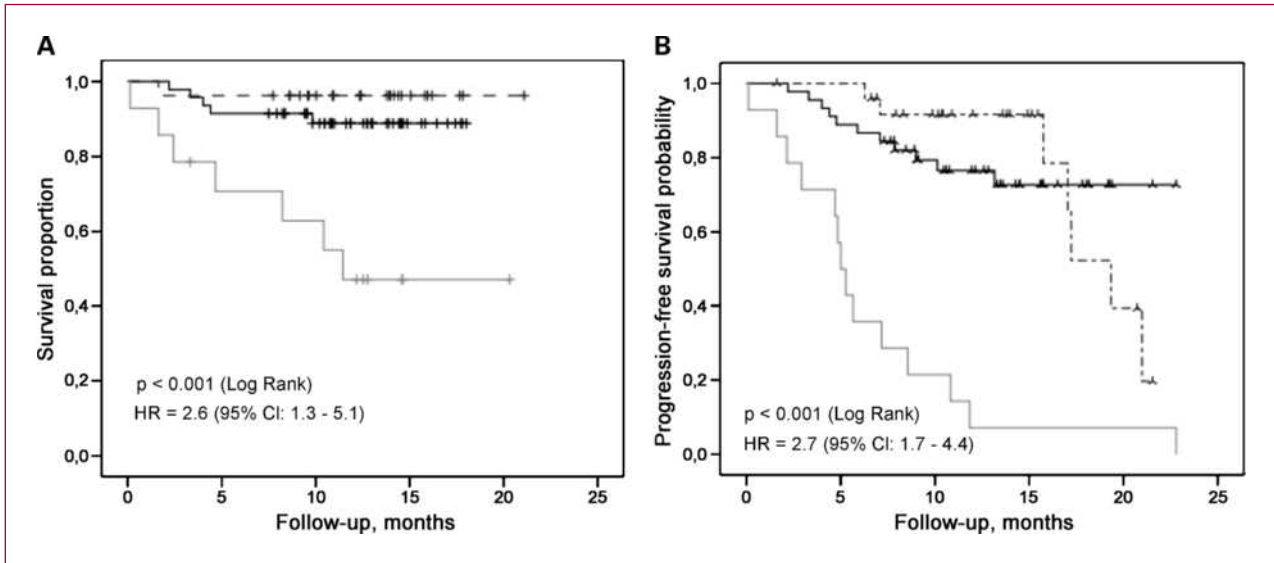 A
Survival proportion
1,0
0,8
0,6
0,4
0,2
0,0
p < 0.001 (Log Rank)
HR = 2.6 (95% CI: 1.3 - 5.1)
0 5 10 15 20 25
Follow-up, months
B
Progression-free survival probability
1,0
0,8
0,6
0,4
0,2
0,0
p < 0.001 (Log Rank)
HR = 2.7 (95% CI: 1.7 - 4.4)
0 5 10 15 20 25
Follow-up, months